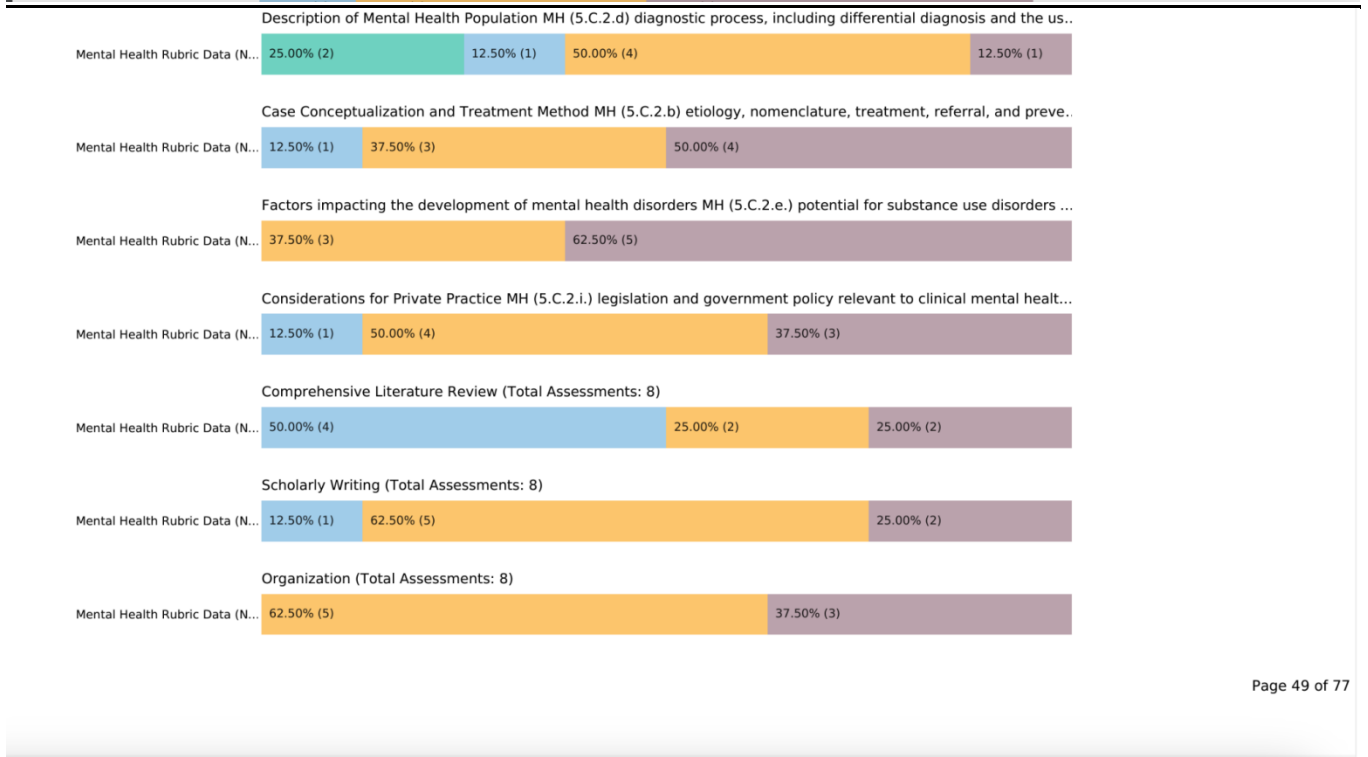 Description of Mental Health Population MH (5.C.2.d) diagnostic process, including differential diagnosis and the us..
Mental Health Rubric Data (N... 25.00% (2) 12.50% (1) 50.00% (4) 12.50% (1)
Case Conceptualization and Treatment Method MH (5.C.2.b) etiology, nomenclature, treatment, referral, and preve..
Mental Health Rubric Data (N... 12.50% (1) 37.50% (3) 50.00% (4)
Factors impacting the development of mental health disorders MH (5.C.2.e.) potential for substance use disorders ...
Mental Health Rubric Data (N... 37.50% (3) 62.50% (5)
Considerations for Private Practice MH (5.C.2.i.) legislation and government policy relevant to clinical mental healt...
Mental Health Rubric Data (N... 12.50% (1) 50.00% (4) 37.50% (3)
Comprehensive Literature Review (Total Assessments: 8)
Mental Health Rubric Data (N... 50.00% (4) 25.00% (2) 25.00% (2)
Scholarly Writing (Total Assessments: 8)
Mental Health Rubric Data (N... 12.50% (1) 62.50% (5) 25.00% (2)
Organization (Total Assessments: 8)
Mental Health Rubric Data (N... 62.50% (5) 37.50% (3)
Page 49 of 77